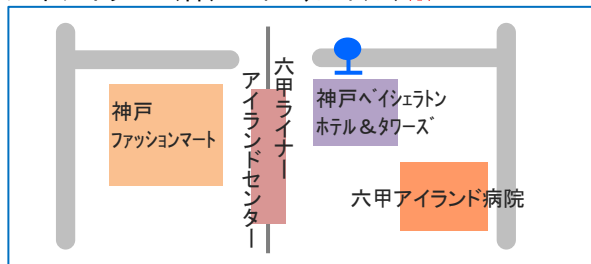 神戸
ファッションマート
アイランドセンター
六甲ライナー
神戸ベイシェラトン
ホテル＆タワーズ
六甲アイランド病院